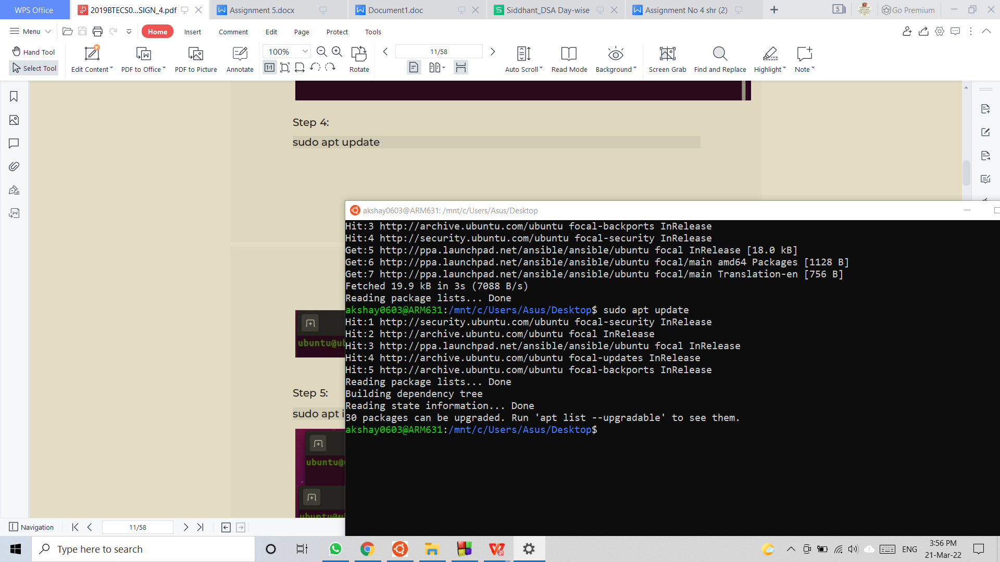 WPS Office
2019BTECS0...SIGN_4.pdf
Assignment 5.docx
Document1.doc
Siddhant_DSA Day-wise
Assignment No 4 shr (2)
5
Go Premium
Menu
Home
Insert
Comment
Edit
Page
Protect
Tools
Hand Tool
Select Tool
Edit Content
PDF to Office
PDF to Picture
Annotate
100%
1:1
Rotate
11/58
Auto Scroll
Read Mode
Background
Screen Grab
Find and Replace
Highlight
Note
Step 4:
sudo apt update
akshay0603@ARM631: /mnt/c/Users/Asus/Desktop
Hit:3 http://archive.ubuntu.com/ubuntu focal-backports InRelease
Hit:4 http://security.ubuntu.com/ubuntu focal-security InRelease
Get:5 http://ppa.launchpad.net/ansible/ansible/ubuntu focal InRelease [18.0 kB]
Get:6 http://ppa.launchpad.net/ansible/ansible/ubuntu focal/main amd64 Packages [1128 B]
Get:7 http://ppa.launchpad.net/ansible/ansible/ubuntu focal/main Translation-en [756 B]
Fetched 19.9 kB in 3s (7088 B/s)
Reading package lists... Done
akshay0603@ARM631:/mnt/c/Users/Asus/Desktop$ sudo apt update
Hit:1 http://security.ubuntu.com/ubuntu focal-security InRelease
Hit:2 http://archive.ubuntu.com/ubuntu focal InRelease
Hit:3 http://ppa.launchpad.net/ansible/ansible/ubuntu focal InRelease
Hit:4 http://archive.ubuntu.com/ubuntu focal-updates InRelease
Hit:5 http://archive.ubuntu.com/ubuntu focal-backports InRelease
Reading package lists... Done
Building dependency tree
Reading state information... Done
30 packages can be upgraded. Run 'apt list --upgradable' to see them.
akshay0603@ARM631:/mnt/c/Users/Asus/Desktop$
ubuntu@ub
Step 5:
sudo apt i
ubuntu@u
ubuntu@u
Navigation
11/58
Type here to search
ENG
3:56 PM
21-Mar-22